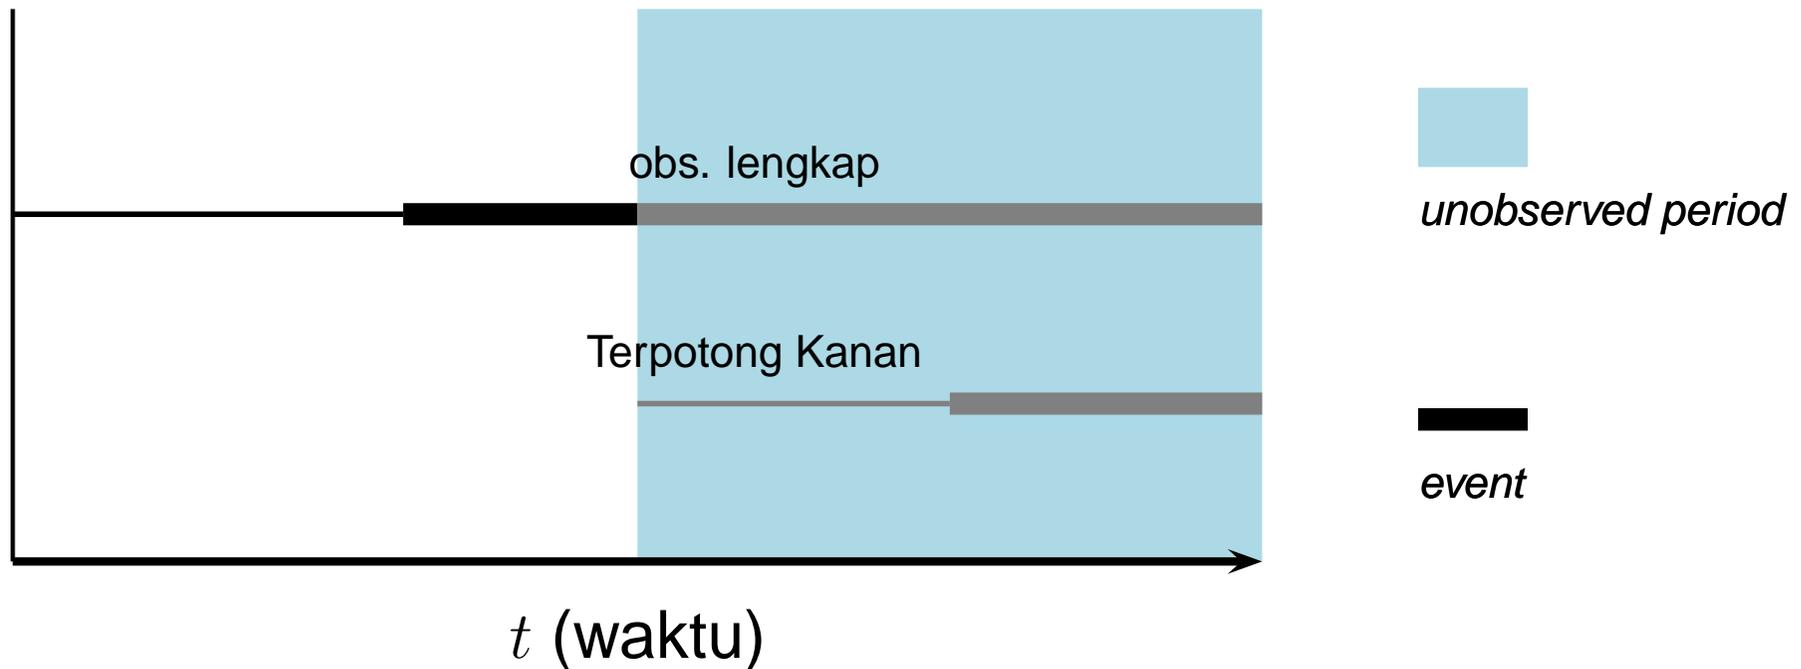 obs. lengkap
unobserved period
Terpotong Kanan
event
t (waktu)